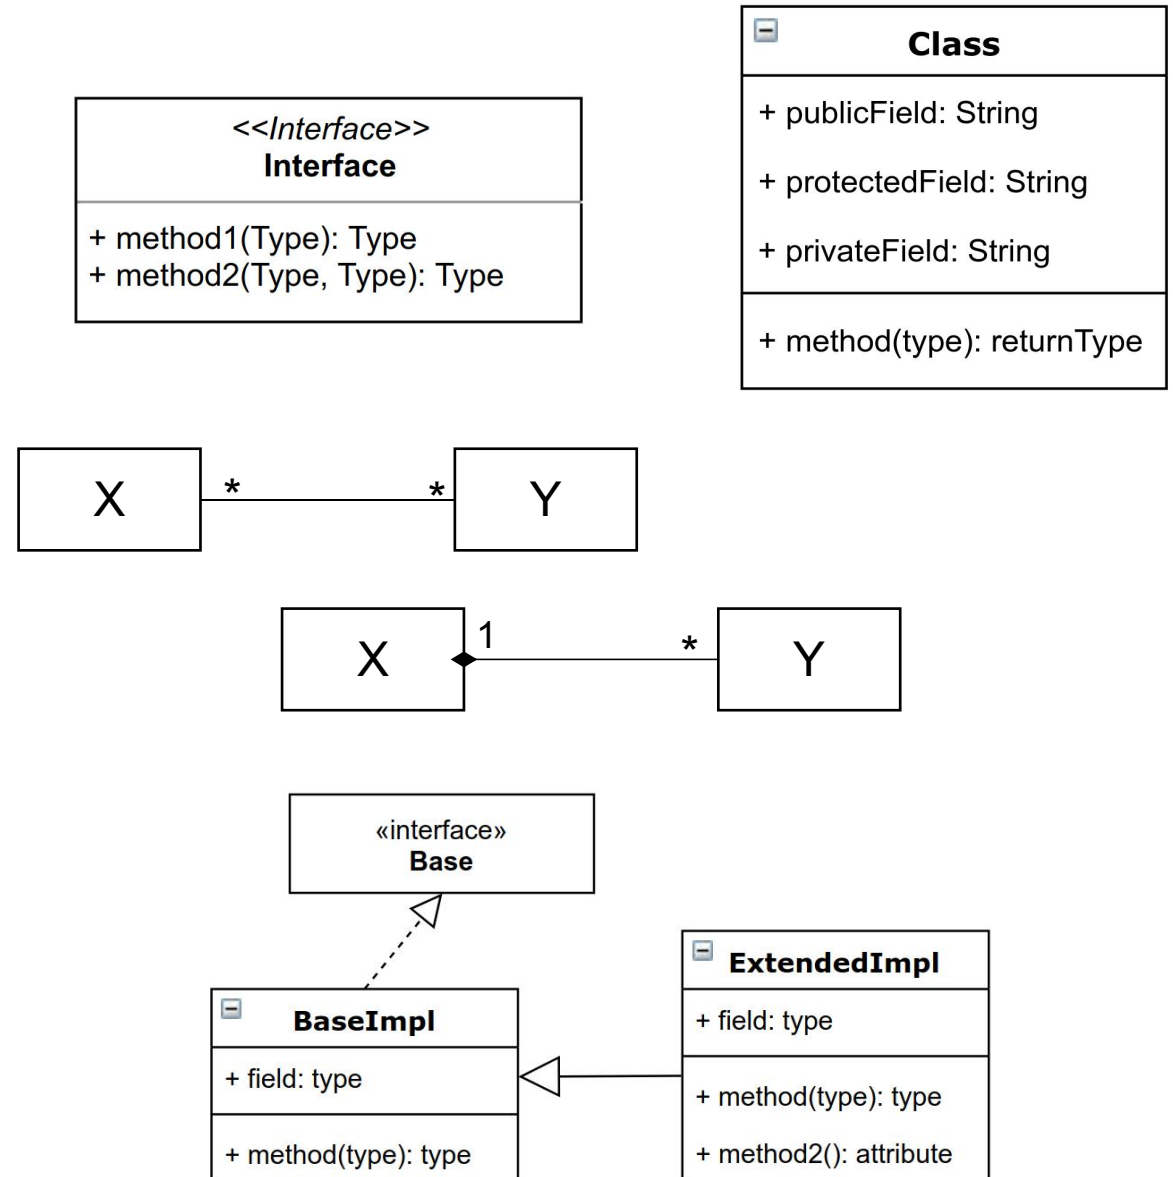 <<Interface>>
Interface
+ method1(Type): Type
+ method2(Type, Type): Type
Class
+ publicField: String
+ protectedField: String
+ privateField: String
+ method(type): returnType
X
*
*
Y
X
1
*
Y
«interface»
Base
BaseImpl
+ field: type
+ method(type): type
ExtendedImpl
+ field: type
+ method(type): type
+ method2(): attribute